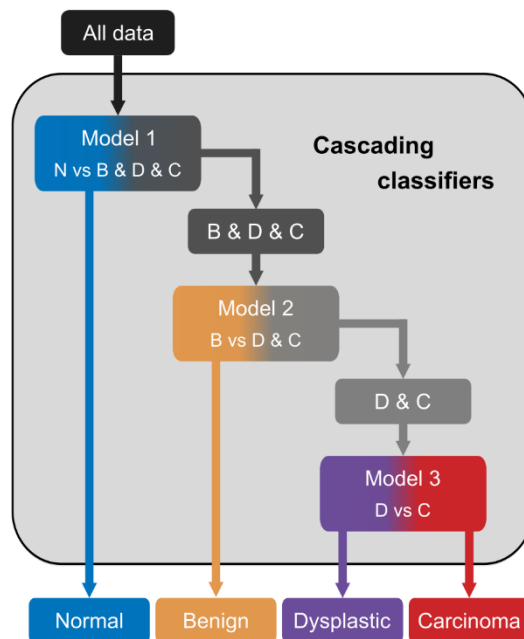 All data
Model 1
N vs B & D & C
Cascading
classifiers
B & D & C
Model 2
B vs D & C
D & C
Model 3
D vs C
Normal
Benign
Dysplastic
Carcinoma